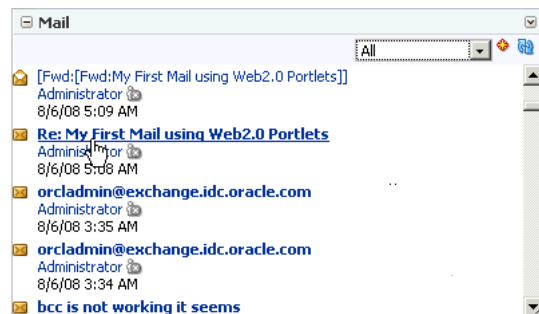 Mail
All
[Fwd:[Fwd:My First Mail using Web2.0 Portlets]]
Administrator
8/6/08 5:09 AM
Re: My First Mail using Web2.0 Portlets
Administrator
8/6/08 5:08 AM
orcladmin@exchange.idc.oracle.com
Administrator
8/6/08 3:35 AM
orcladmin@exchange.idc.oracle.com
Administrator
8/6/08 3:34 AM
bcc is not working it seems